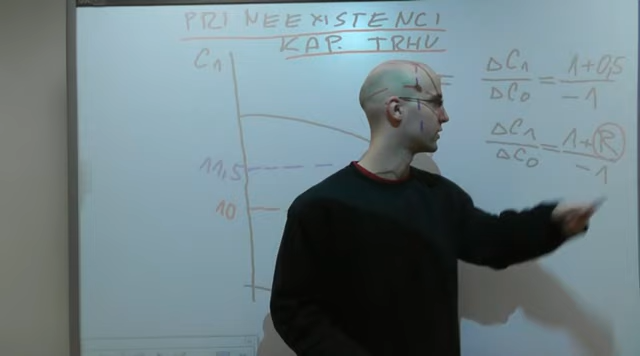 PRI NEEXISTENCI
KAP. TRHU
C1
11,5
10
ΔC1/ΔC0 = 1+0,5/-1
ΔC1/ΔC0 = 1+R/-1